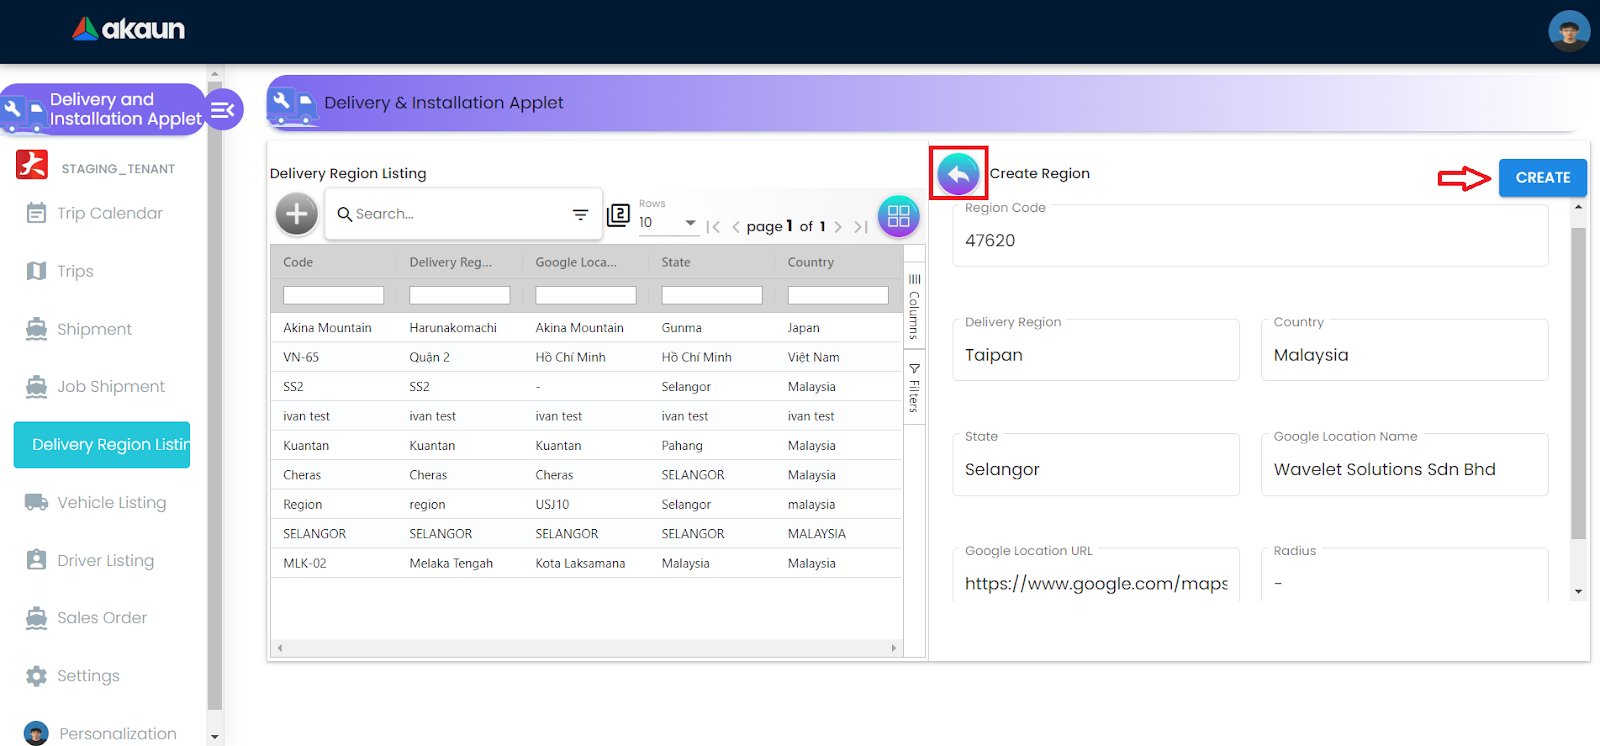 akaun
Delivery and
Installation Applet
Delivery & Installation Applet
STAGING_TENANT
Trip Calendar
Trips
Shipment
Job Shipment
Delivery Region Listin
Vehicle Listing
Driver Listing
Sales Order
Settings
Personalization
Delivery Region Listing
Search...
2
Rows
10
page 1 of 1
Code Delivery Reg... Google Loca... State Country
Akina Mountain Harunakomachi Akina Mountain Gunma Japan
VN-65 Quận 2 Hồ Chí Minh Hồ Chí Minh Việt Nam
SS2 SS2 - Selangor Malaysia
ivan test ivan test ivan test ivan test ivan test
Kuantan Kuantan Kuantan Pahang Malaysia
Cheras Cheras Cheras SELANGOR Malaysia
Region region USJ10 Selangor malaysia
SELANGOR SELANGOR SELANGOR SELANGOR MALAYSIA
MLK-02 Melaka Tengah Kota Laksamana Malaysia Malaysia
Columns
Filters
Create Region
CREATE
Region Code
47620
Delivery Region
Taipan
Country
Malaysia
State
Selangor
Google Location Name
Wavelet Solutions Sdn Bhd
Google Location URL
https://www.google.com/maps
Radius
-